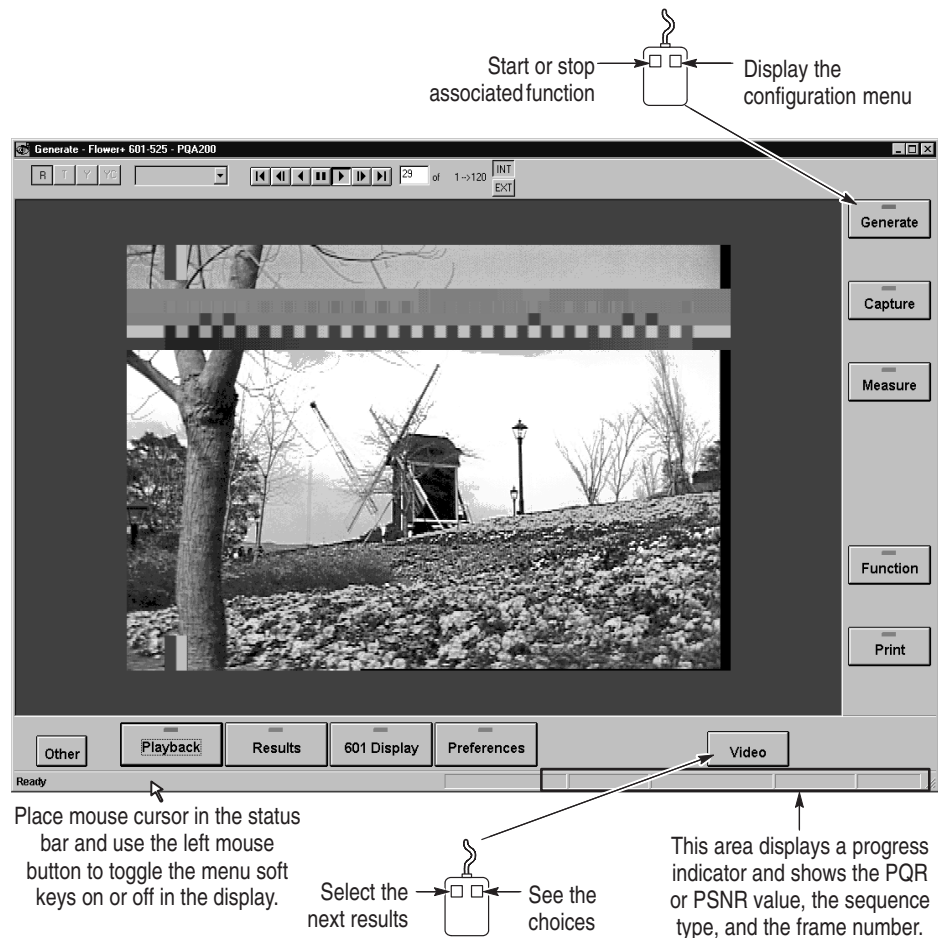 Start or stop
associated function
Display the
configuration menu
Generate - Flower+ 601-525 - PQA200
R T Y YC
29 of 1-->120
INT
EXT
Generate
Capture
Measure
Function
Print
Other
Playback
Results
601 Display
Preferences
Video
Ready
Place mouse cursor in the status
bar and use the left mouse
button to toggle the menu soft
keys on or off in the display.
Select the
next results
See the
choices
This area displays a progress
indicator and shows the PQR
or PSNR value, the sequence
type, and the frame number.